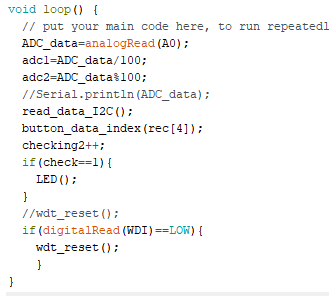 void loop() {
// put your main code here, to run repeatedl
ADC_data=analogRead(A0);
adc1=ADC_data/100;
adc2=ADC_data%100;
//Serial.println(ADC_data);
read_data_I2C();
button_data_index(rec[4]);
checking2++;
if(check==1){
LED();
}
//wdt_reset();
if(digitalRead(WDI)==LOW){
wdt_reset();
}
}